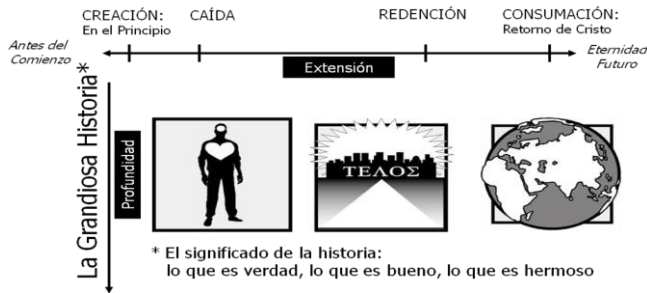 CREACIÓN:
En el Principio
CAÍDA
REDENCIÓN
CONSUMACIÓN:
Retorno de Cristo
Antes del
Comienzo
Eternidad
Futuro
Extensión
La Grandiosa Historia*
Profundidad
ΤΕΛΟΣ
* El significado de la historia:
lo que es verdad, lo que es bueno, lo que es hermoso